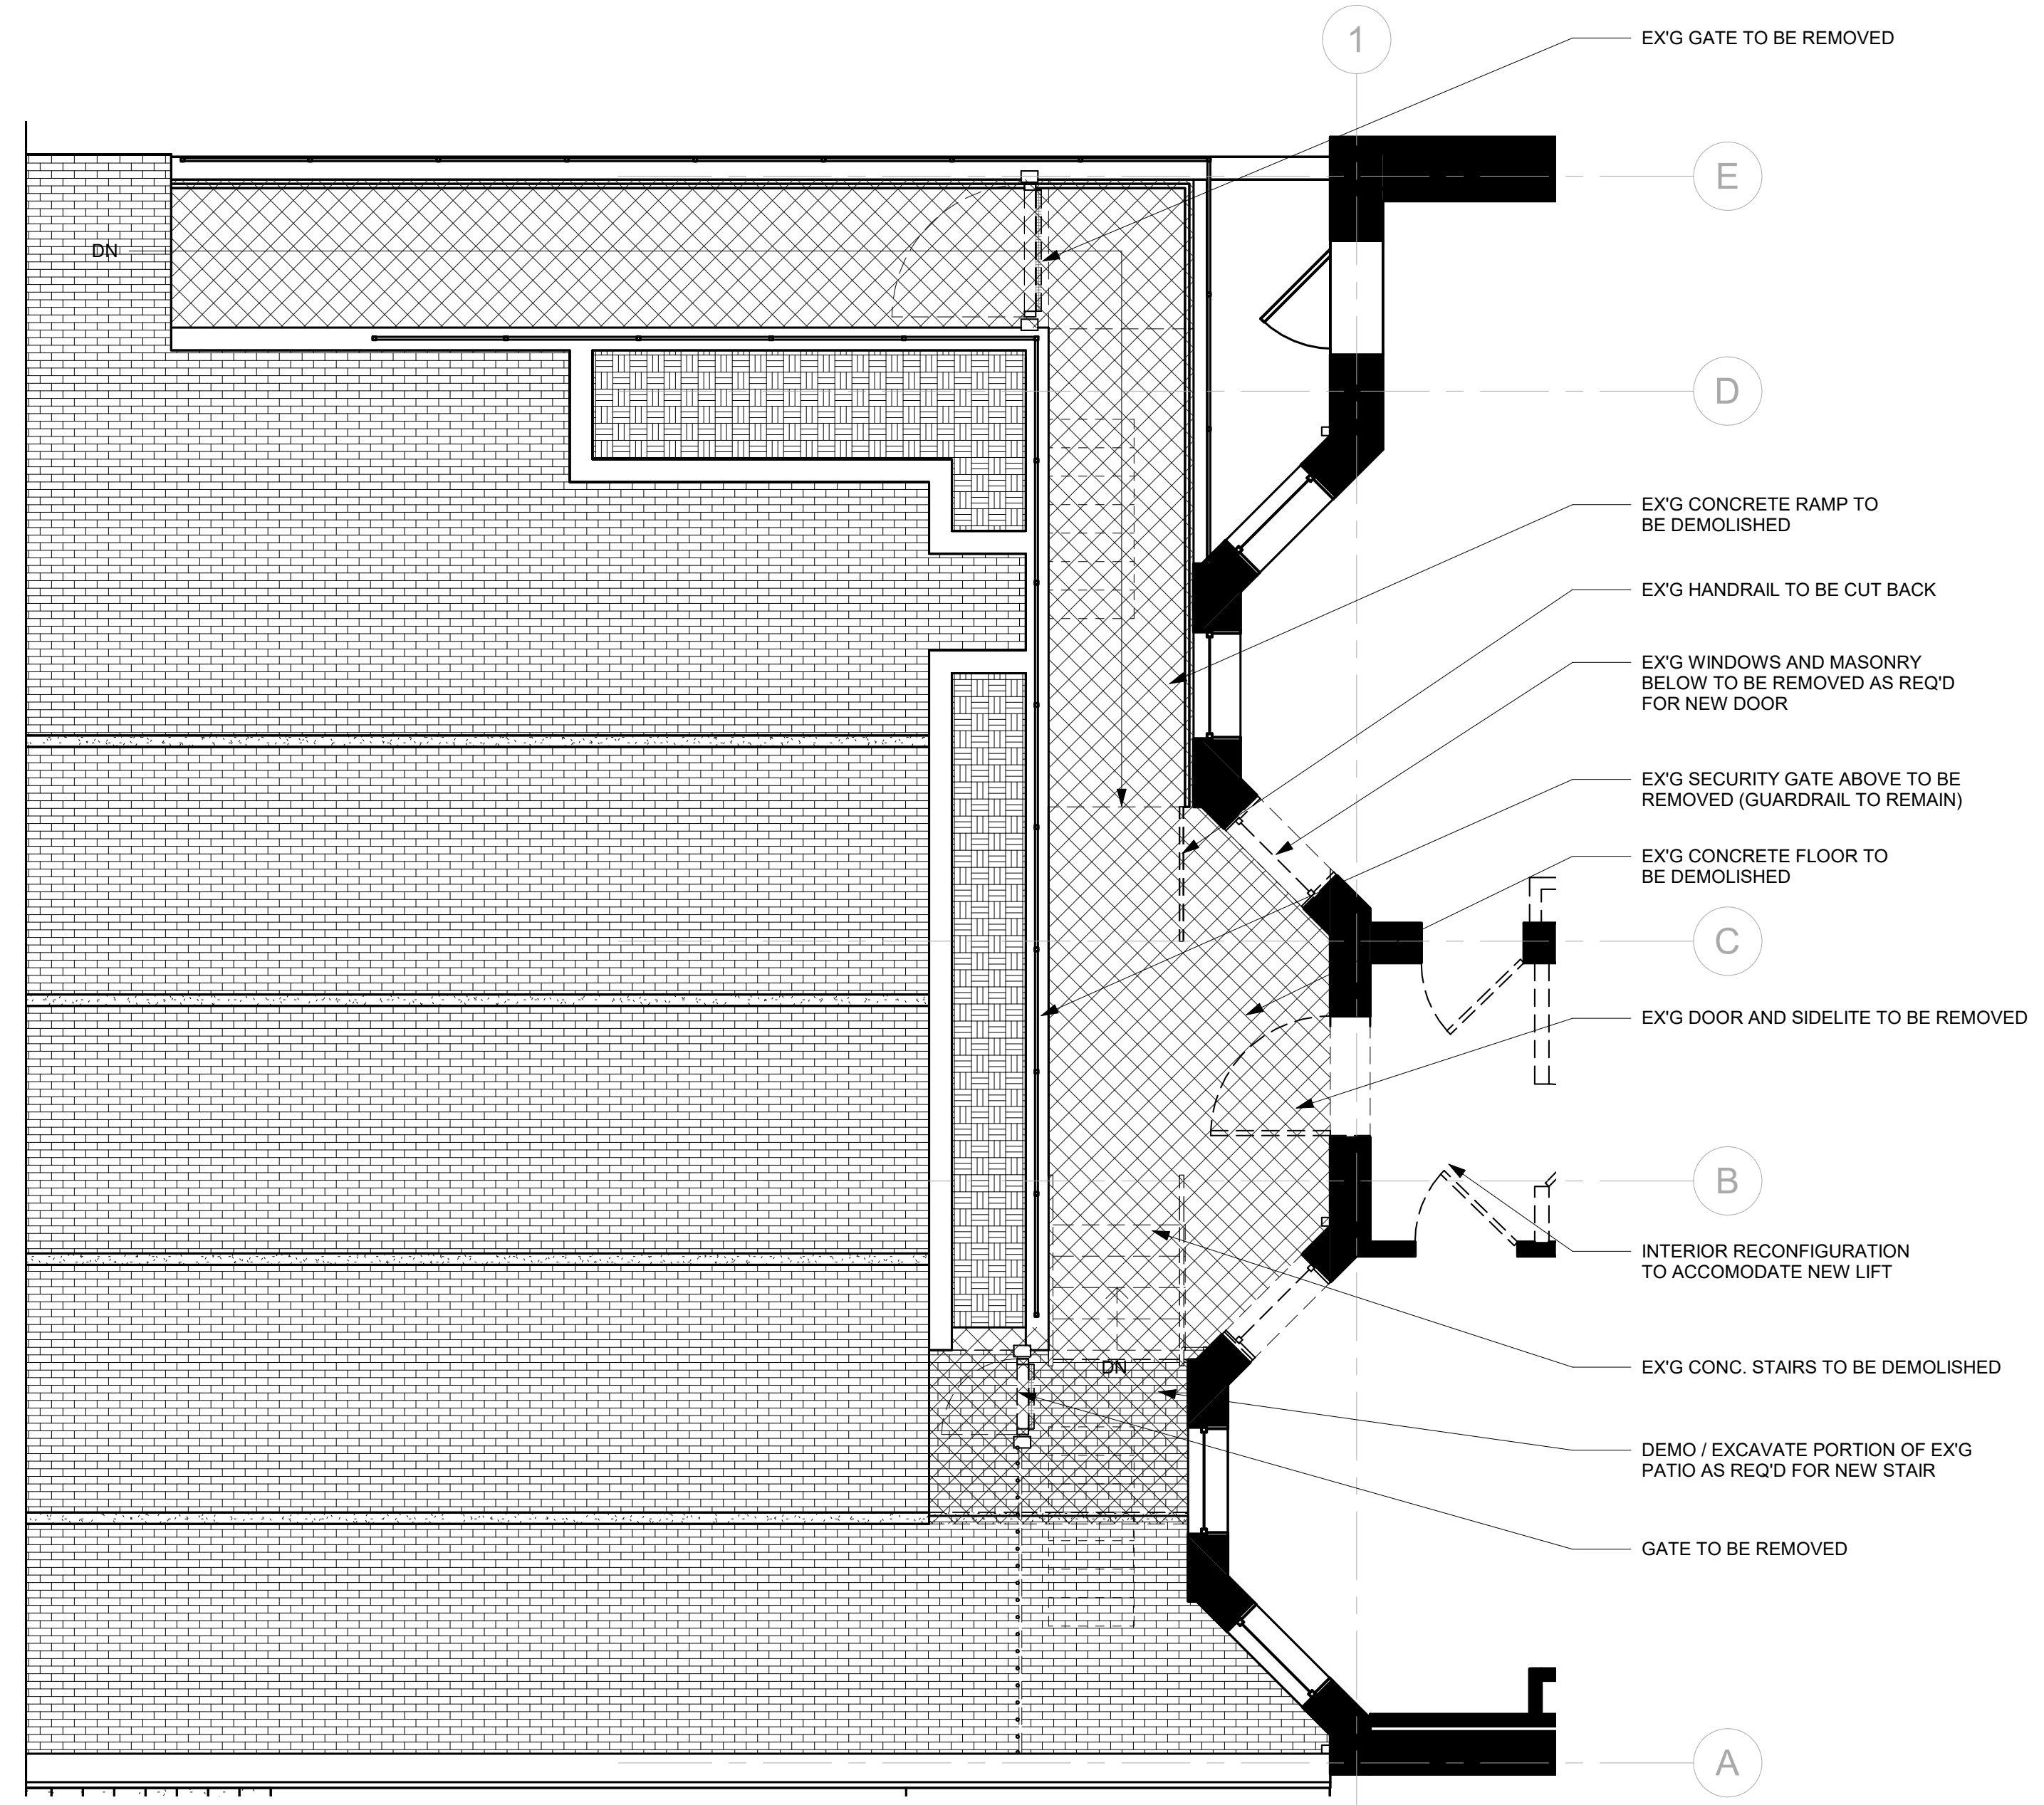 1
EX'G GATE TO BE REMOVED
E
DN
D
EX'G CONCRETE RAMP TO
BE DEMOLISHED
EX'G HANDRAIL TO BE CUT BACK
EX'G WINDOWS AND MASONRY
BELOW TO BE REMOVED AS REQ'D
FOR NEW DOOR
EX'G SECURITY GATE ABOVE TO BE
REMOVED (GUARDRAIL TO REMAIN)
EX'G CONCRETE FLOOR TO
BE DEMOLISHED
C
EX'G DOOR AND SIDELITE TO BE REMOVED
B
INTERIOR RECONFIGURATION
TO ACCOMODATE NEW LIFT
EX'G CONC. STAIRS TO BE DEMOLISHED
DN
DEMO / EXCAVATE PORTION OF EX'G
PATIO AS REQ'D FOR NEW STAIR
GATE TO BE REMOVED
A